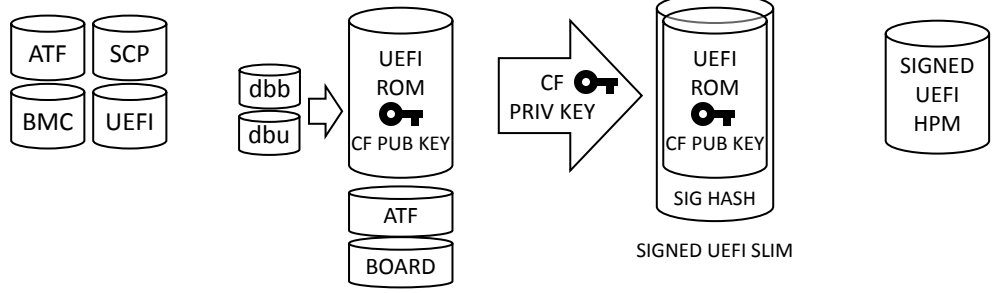 ATF
SCP
BMC
UEFI
dbb
dbu
UEFI
ROM
CF PUB KEY
ATF
BOARD
CF
PRIV KEY
UEFI
ROM
CF PUB KEY
SIG HASH
SIGNED UEFI SLIM
SIGNED
UEFI
HPM